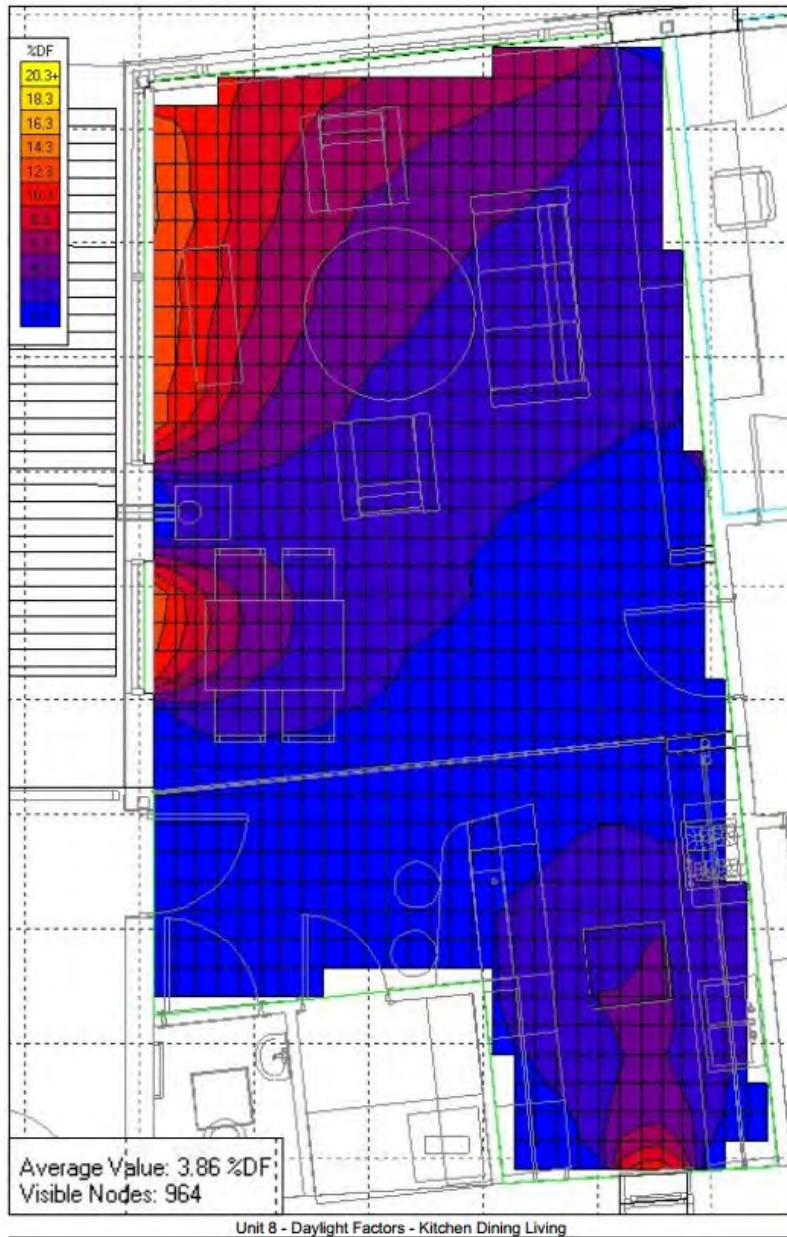 %DF
20.3+
18.3
16.3
14.3
12.3
10.3
Average Value: 3.86 %DF
Visible Nodes: 964
Unit 8 - Daylight Factors - Kitchen Dining Living